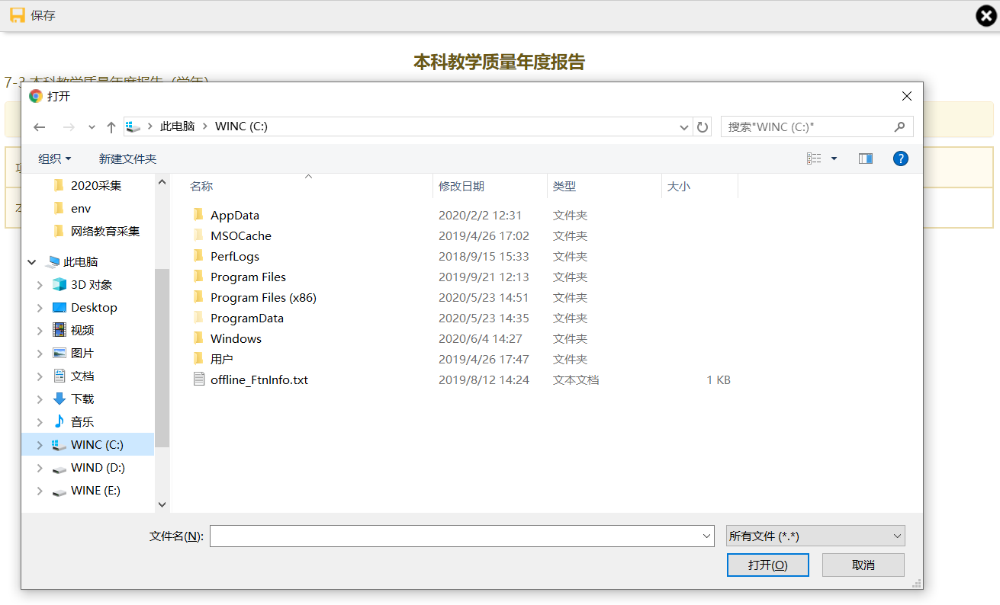 保存
本科教学质量年度报告
7-3 本科教学质量年度报告（学年）
打开
此电脑 WINC (C:)
搜索"WINC (C:)"
组织
新建文件夹
2020采集
env
网络教育采集
此电脑
3D 对象
Desktop
视频
图片
文档
下载
音乐
WINC (C:)
WIND (D:)
WINE (E:)
名称 修改日期 类型 大小
AppData 2020/2/2 12:31 文件夹
MSOCache 2019/4/26 17:02 文件夹
PerfLogs 2018/9/15 15:33 文件夹
Program Files 2019/9/21 12:13 文件夹
Program Files (x86) 2020/5/23 14:51 文件夹
ProgramData 2020/5/23 14:35 文件夹
Windows 2020/6/4 14:27 文件夹
用户 2019/4/26 17:47 文件夹
offline_FtnInfo.txt 2019/8/12 14:24 文本文档 1 KB
文件名(N):
所有文件 (*.*)
打开(O)
取消